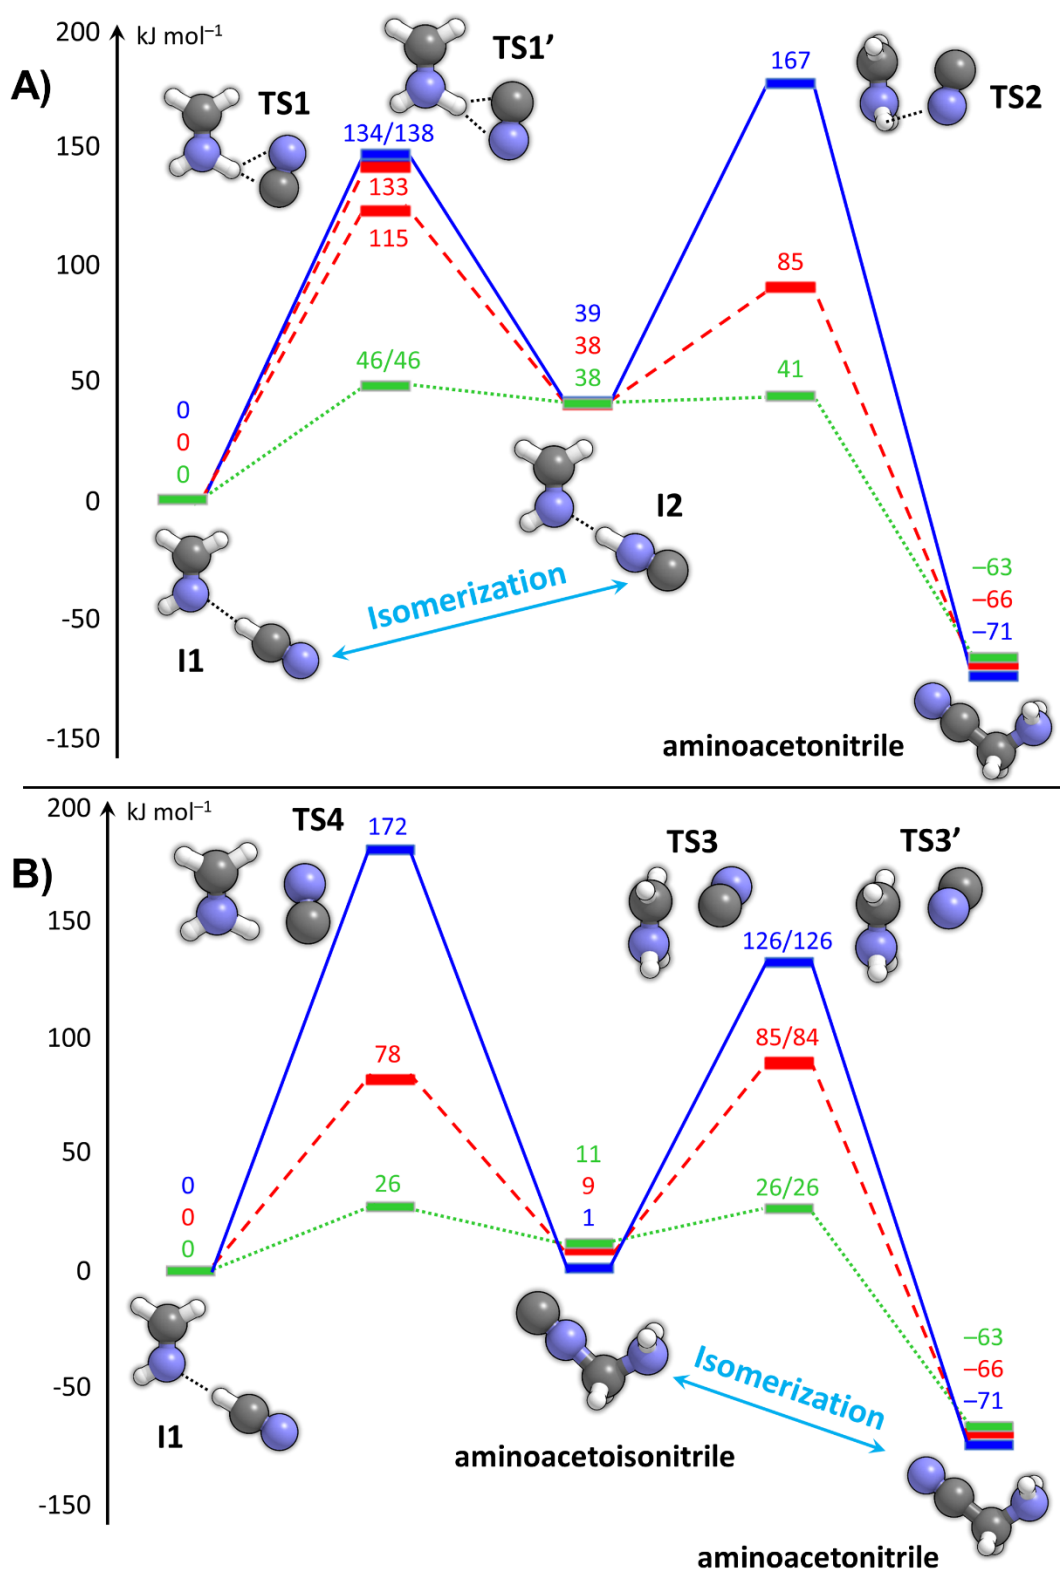 200
kJ mol⁻¹
A)
TS1
TS1’
TS2
167
134/138
150
133
115
100
85
39
38
38
50
46/46
41
0
0
0
0
I2
Isomerization
I1
-50
−63
−66
−71
-150
aminoacetonitrile
200
kJ mol⁻¹
TS4
172
TS3
TS3’
B)
150
126/126
100
78
85/84
50
11
9
1
26
26/26
0
0
0
0
−63
−66
−71
-50
Isomerization
I1
aminoacetoisonitrile
-150
aminoacetonitrile